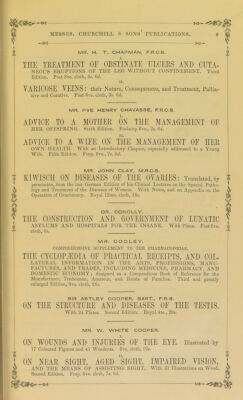 MESSRS. CHURCHILL & SONS' PUBLICATIONS.
MR. H. T. CHAPMAN, F.R.C.S.
I.
THE TREATMENT OF OBSTINATE ULCERS AND CUTA-
NEOUS ERUPTIONS OF THE LEG WITHOUT CONFINEMENT. Third
Edition. Post 8vo. cloth, 3s. 6d.
II.
VARICOSE VEINS: their Nature, Consequences, and Treatment, Pallia-
tive and Curative. Post 8vo. cloth, 3s. 6d.
MR. PYE HENRY CHAVASSE, F.R.C.S.
I.
ADVICE TO A MOTHER ON THE MANAGEMENT OF
HER OFFSPRING. Sixth Edition. Foolscap 8vo., 2s. 6d.
II.
ADVICE TO A WIFE ON THE MANAGEMENT OF HER
OWN HEALTH. With an Introductory Chapter, especially addressed to a Young
Wife. Fifth Edition. Fcap. 8vo., 2s. 6d.
MR. JOHN CLAY, M.R.C.S.
KIWISCH ON DISEASES OF THE OVARIES: Translated, by
permission, from the last German Edition of his Clinical Lectures on the Special Patho-
logy and Treatment of the Diseases of Women. With Notes, and an Appendix on the
Operation of Ovariotomy. Royal 12mo. cloth, 16s.
DR. CONOLLY.
THE CONSTRUCTION AND GOVERNMENT OF LUNATIC
ASYLUMS AND HOSPITALS FOR THE INSANE. With Plans. Post 8vo.
cloth, 6s.
MR. COOLEY.
COMPREHENSIVE SUPPLEMENT TO THE PHARMACOPŒIAS.
THE CYCLOPÆDIA OF PRACTICAL RECEIPTS, AND COL-
LATERAL INFORMATION IN THE ARTS, PROFESSIONS, MANU-
FACTURES, AND TRADES, INCLUDING MEDICINE, PHARMACY, AND
DOMESTIC ECONOMY; designed as a Compendious Book of Reference for the
Manufacturer, Tradesman, Amateur, and Heads of Families. Third and greatly
enlarged Edition, 8vo. cloth, 26s.
SIR ASTLEY COOPER, BART., F.R.S.
ON THE STRUCTURE AND DISEASES OF THE TESTIS.
With 24 Plates. Second Edition. Royal 4to., 20s.
MR. W. WHITE COOPER.
I.
ON WOUNDS AND INJURIES OF THE EYE. Illustrated by
17 Coloured Figures and 41 Woodcuts. 8vo. cloth, 12s.
II.
ON NEAR SIGHT, AGED SIGHT, IMPAIRED VISION,
AND THE MEANS OF ASSISTING SIGHT. With 31 Illustrations on Wood.
Second Edition. Fcap. 8vo. cloth, 7s. 6d.